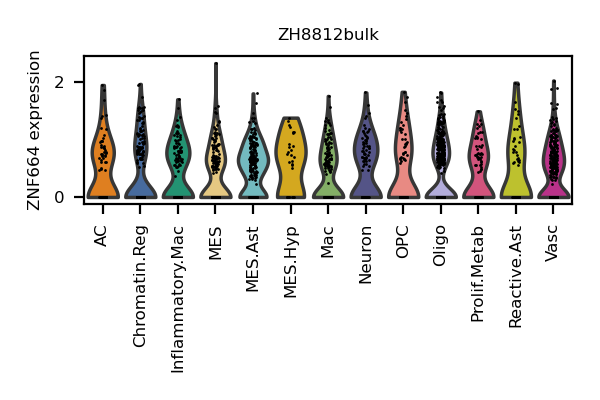 ZH8812bulk
ZNF664 expression
2
0
AC
Chromatin.Reg
Inflammatory.Mac
MES
MES.Ast
MES.Hyp
Mac
Neuron
OPC
Oligo
Prolif.Metab
Reactive.Ast
Vasc